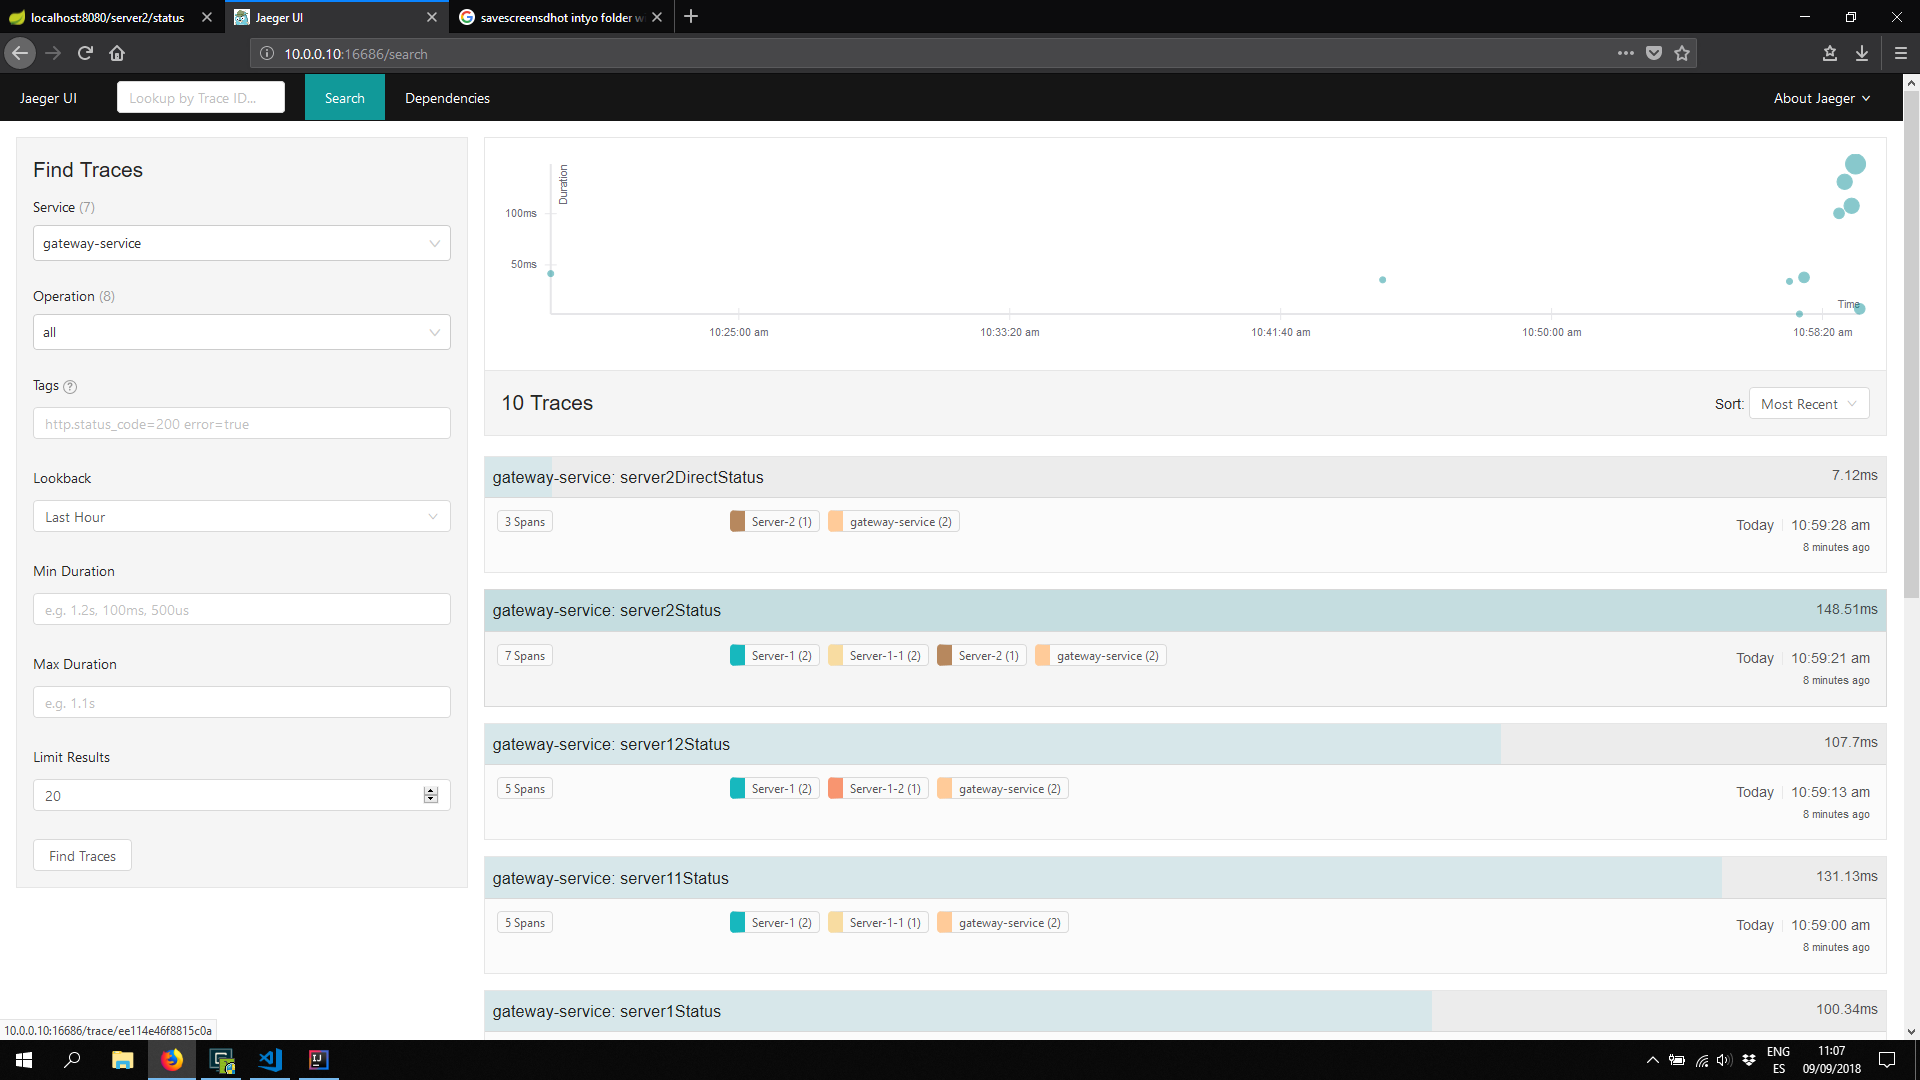 localhost:8080/server2/status
Jaeger UI
savescreensdhot intyo folder w
10.0.0.10:16686/search
Jaeger UI
Lookup by Trace ID...
Search
Dependencies
About Jaeger
Find Traces
Service (7)
gateway-service
Operation (8)
all
Tags ?
http.status_code=200 error=true
Lookback
Last Hour
Min Duration
e.g. 1.2s, 100ms, 500us
Max Duration
e.g. 1.1s
Limit Results
20
Find Traces
Duration
100ms
50ms
Time
10:25:00 am 10:33:20 am 10:41:40 am 10:50:00 am 10:58:20 am
10 Traces
Sort: Most Recent
gateway-service: server2DirectStatus 7.12ms
3 Spans Server-2 (1) gateway-service (2) Today 10:59:28 am
8 minutes ago
gateway-service: server2Status 148.51ms
7 Spans Server-1 (2) Server-1-1 (2) Server-2 (1) gateway-service (2) Today 10:59:21 am
8 minutes ago
gateway-service: server12Status 107.7ms
5 Spans Server-1 (2) Server-1-2 (1) gateway-service (2) Today 10:59:13 am
8 minutes ago
gateway-service: server11Status 131.13ms
5 Spans Server-1 (2) Server-1-1 (1) gateway-service (2) Today 10:59:00 am
8 minutes ago
gateway-service: server1Status 100.34ms
10.0.0.10:16686/trace/ee114e46f8815c0a
ENG
ES
11:07
09/09/2018